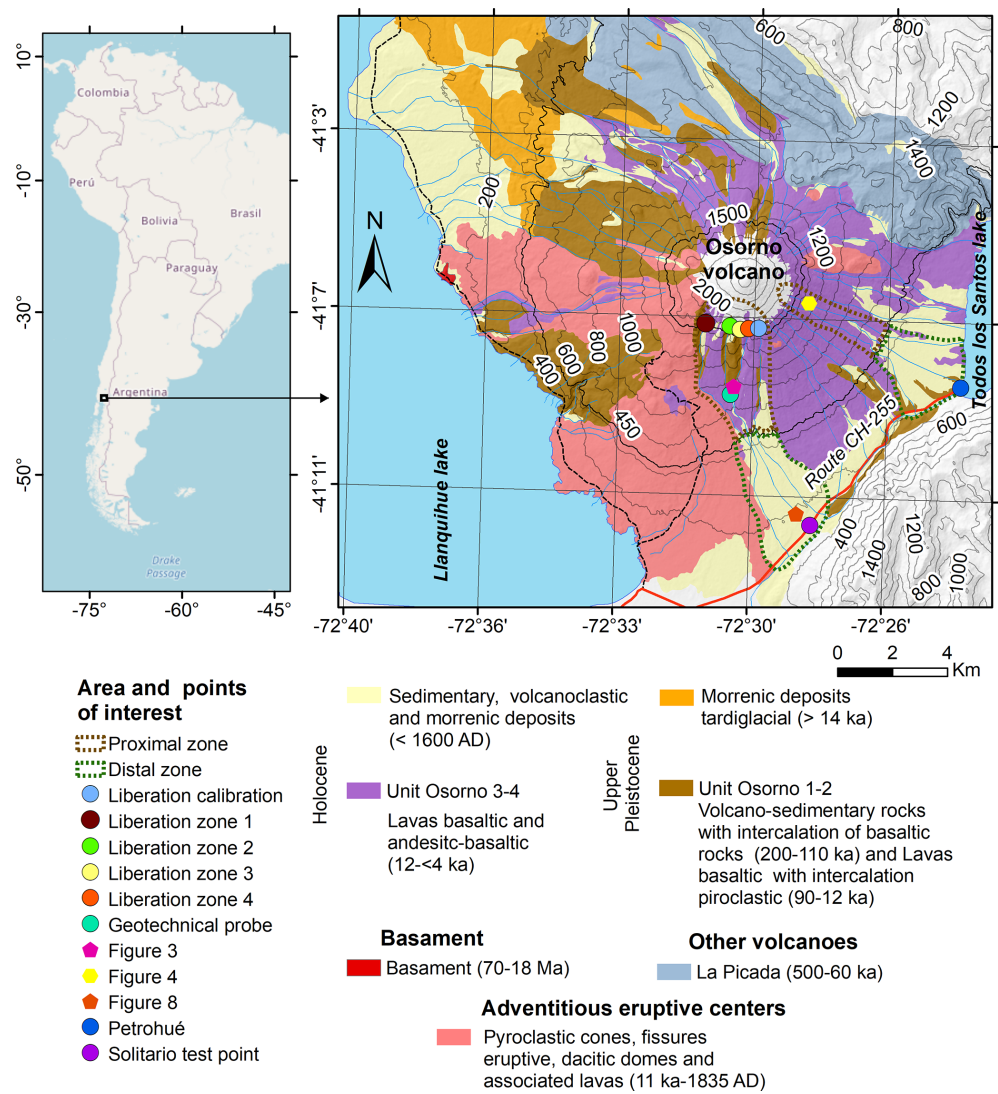 10°
-10°
-30°
-50°
-75°
-60°
-45°
Colombia
Perú
Brasil
Bolivia
Paraguay
Argentina
Drake
Passage
-41°3'
-41°7'
-41°11'
-72°40'
-72°36'
-72°33'
-72°30'
-72°26'
N
600
800
1200
1400
200
1500
Osorno
volcano
1200
2000
1000
800
600
400
450
Llanquihue lake
Todos los Santos lake
Route CH-255
600
400
1200
1400
1000
800
0 2 4
Km
Area and points
of interest
Proximal zone
Distal zone
Liberation calibration
Liberation zone 1
Liberation zone 2
Liberation zone 3
Liberation zone 4
Geotechnical probe
Figure 3
Figure 4
Figure 8
Petrohué
Solitario test point
Holocene
Sedimentary, volcanoclastic
and morrenic deposits
(< 1600 AD)
Unit Osorno 3-4
Lavas basaltic and
andesitc-basaltic
(12-<4 ka)
Upper
Pleistocene
Morrenic deposits
tardiglacial (> 14 ka)
Unit Osorno 1-2
Volcano-sedimentary rocks
with intercalation of basaltic
rocks (200-110 ka) and Lavas
basaltic with intercalation
piroclastic (90-12 ka)
Basament
Basament (70-18 Ma)
Other volcanoes
La Picada (500-60 ka)
Adventitious eruptive centers
Pyroclastic cones, fissures
eruptive, dacitic domes and
associated lavas (11 ka-1835 AD)